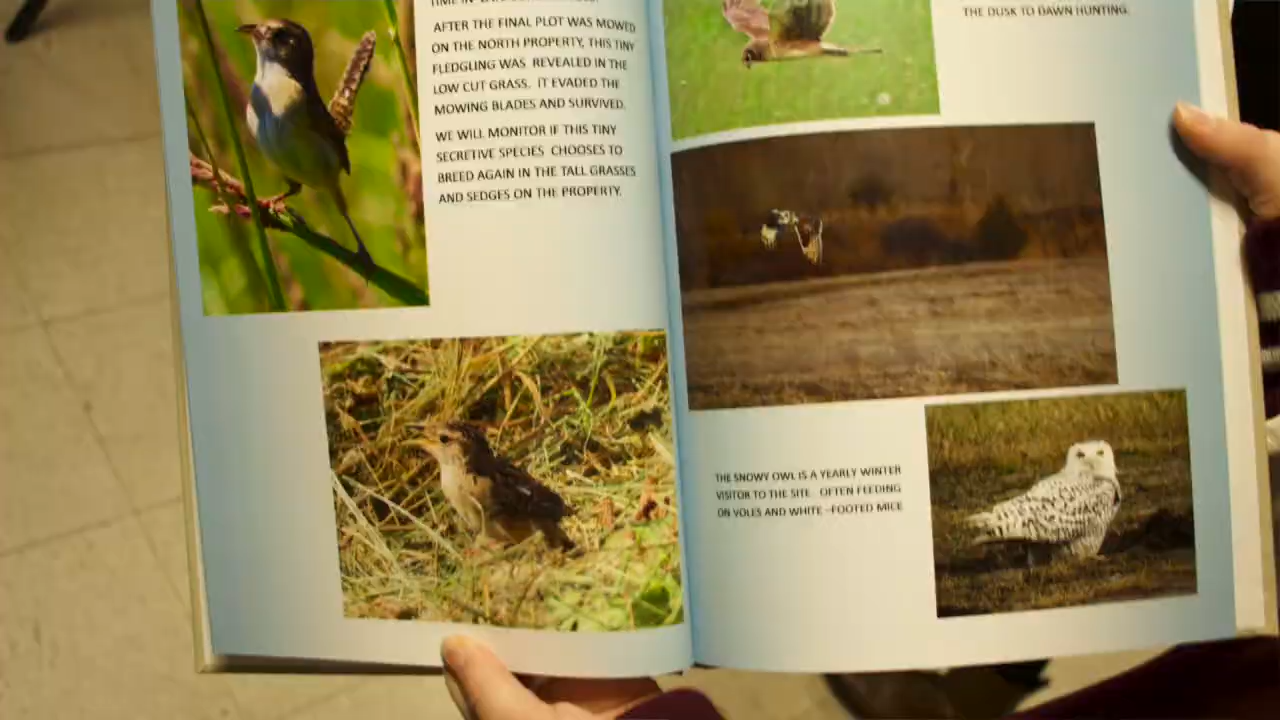 TIME IN
AFTER THE FINAL PLOT WAS MOWED
ON THE NORTH PROPERTY, THIS TINY
FLEDGLING WAS REVEALED IN THE
LOW CUT GRASS. IT EVADED THE
MOWING BLADES AND SURVIVED.
WE WILL MONITOR IF THIS TINY
SECRETIVE SPECIES CHOOSES TO
BREED AGAIN IN THE TALL GRASSES
AND SEDGES ON THE PROPERTY.
THE DUSK TO DAWN HUNTING.
THE SNOWY OWL IS A YEARLY WINTER
VISITOR TO THE SITE. OFTEN FEEDING
ON VOLES AND WHITE-FOOTED MICE